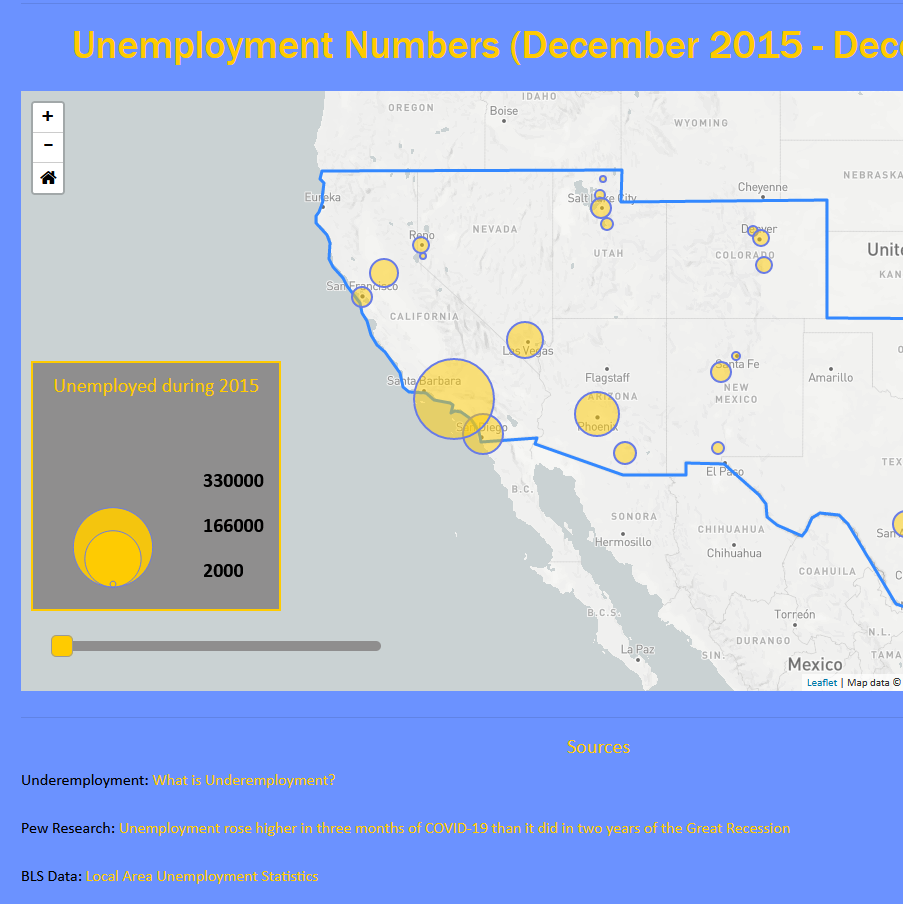 Unemployment Numbers (December 2015 - Dece
+
−
IDAHO
OREGON
Boise
WYOMING
NEBRASKA
Cheyenne
Eureka
Salt Lake City
NEVADA
Reno
Denver
United
UTAH
COLORADO
KAN
San Francisco
CALIFORNIA
Las Vegas
Santa Fe
Santa Barbara
Flagstaff
Amarillo
ARIZONA
NEW
MEXICO
San Diego
Phoenix
TEX
El Paso
B.C.
SONORA
CHIHUAHUA
San A
Hermosillo
Chihuahua
COAHUILA
C
B.C.S.
Torreón
N.L.
La Paz
SIN.
DURANGO
TAMA
Mexico
Leaflet | Map data ©
Unemployed during 2015
330000
166000
2000
Sources
Underemployment: What is Underemployment?
Pew Research: Unemployment rose higher in three months of COVID-19 than it did in two years of the Great Recession
BLS Data: Local Area Unemployment Statistics